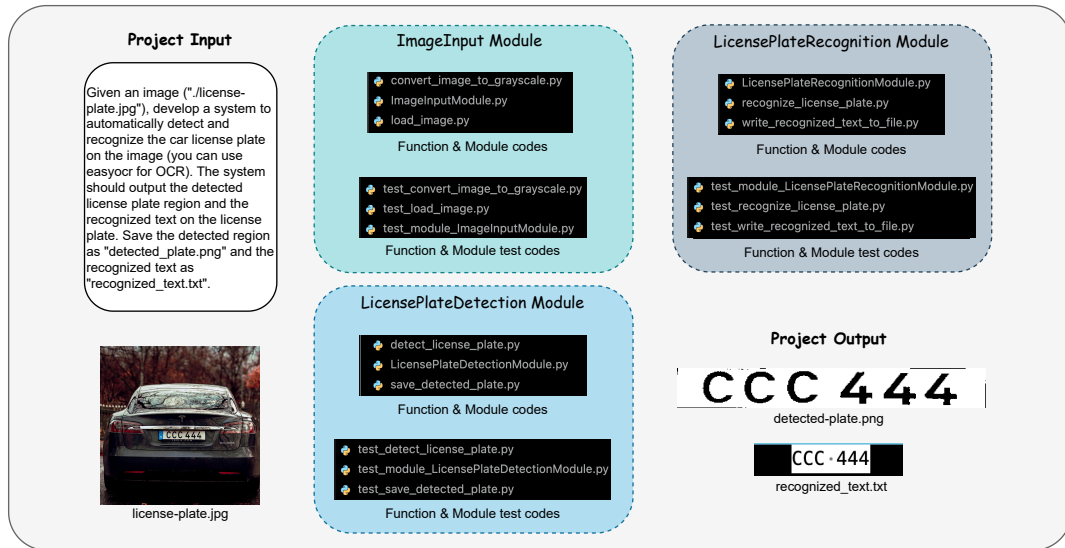 Project Input
Given an image ("./license-
plate.jpg"), develop a system to
automatically detect and
recognize the car license plate
on the image (you can use
easyocr for OCR). The system
should output the detected
license plate region and the
recognized text on the license
plate. Save the detected region
as "detected_plate.png" and the
recognized text as
"recognized_text.txt".
CCC 444
license-plate.jpg
ImageInput Module
convert_image_to_grayscale.py
ImageInputModule.py
load_image.py
Function & Module codes
test_convert_image_to_grayscale.py
test_load_image.py
test_module_ImageInputModule.py
Function & Module test codes
LicensePlateDetection Module
detect_license_plate.py
LicensePlateDetectionModule.py
save_detected_plate.py
Function & Module codes
test_detect_license_plate.py
test_module_LicensePlateDetectionModule.py
test_save_detected_plate.py
Function & Module test codes
LicensePlateRecognition Module
LicensePlateRecognitionModule.py
recognize_license_plate.py
write_recognized_text_to_file.py
Function & Module codes
test_module_LicensePlateRecognitionModule.py
test_recognize_license_plate.py
test_write_recognized_text_to_file.py
Function & Module test codes
Project Output
CCC 444
detected-plate.png
CCC·444
recognized_text.txt